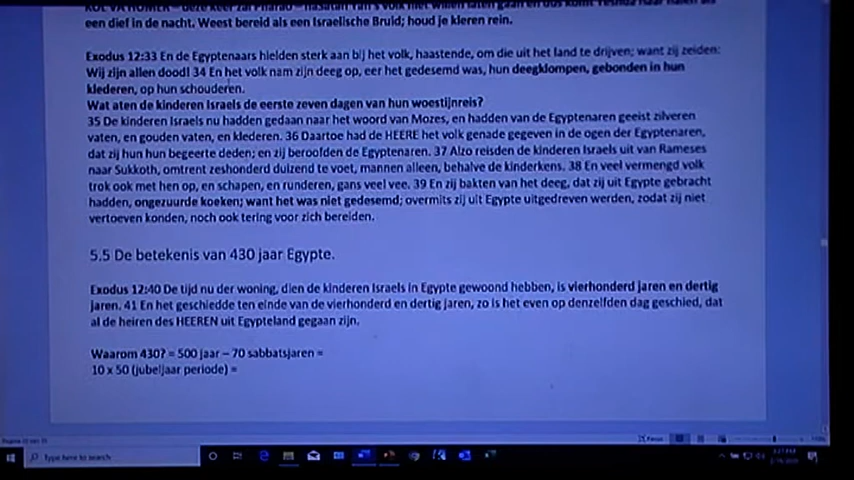 een dief in de nacht. Weest bereid als een Israelische Bruid; houd je kleren rein.
Exodus 12:33 En de Egyptenaars hielden sterk aan bij het volk, haastende, om die uit het land te drijven; want zij zeiden:
Wij zijn allen dood! 34 En het volk nam zijn deeg op, eer het gedesemd was, hun deegklompen, gebonden in hun
klederen, op hun schouderen.
Wat aten de kinderen Israels de eerste zeven dagen van hun woestijnreis?
35 De kinderen Israels nu hadden gedaan naar het woord van Mozes, en hadden van de Egyptenaren geeist zilveren
vaten, en gouden vaten, en klederen. 36 Daartoe had de HEERE het volk genade gegeven in de ogen der Egyptenaren,
dat zij hun hun begeerte deden; en zij beroofden de Egyptenaren. 37 Alzo reisden de kinderen Israels uit van Rameses
naar Sukkoth, omtrent zeshonderd duizend te voet, mannen alleen, behalve de kinderkens. 38 En veel vermengd volk
trok ook met hen op, en schapen, en runderen, gans veel vee. 39 En zij bakten van het deeg, dat zij uit Egypte gebracht
hadden, ongezuurde koeken; want het was niet gedesemd; overmits zij uit Egypte uitgedreven werden, zodat zij niet
vertoeven konden, noch ook tering voor zich bereiden.
5.5 De betekenis van 430 jaar Egypte.
Exodus 12:40 De tijd nu der woning, dien de kinderen Israels in Egypte gewoond hebben, is vierhonderd jaren en dertig
jaren. 41 En het geschiedde ten einde van de vierhonderd en dertig jaren, zo is het even op denzelfden dag geschied, dat
al de heiren des HEEREN uit Egypteland gegaan zijn.
Waarom 430? = 500 jaar – 70 sabbatsjaren =
10 x 50 (jubeljaar periode) =
Focus
Type here to search